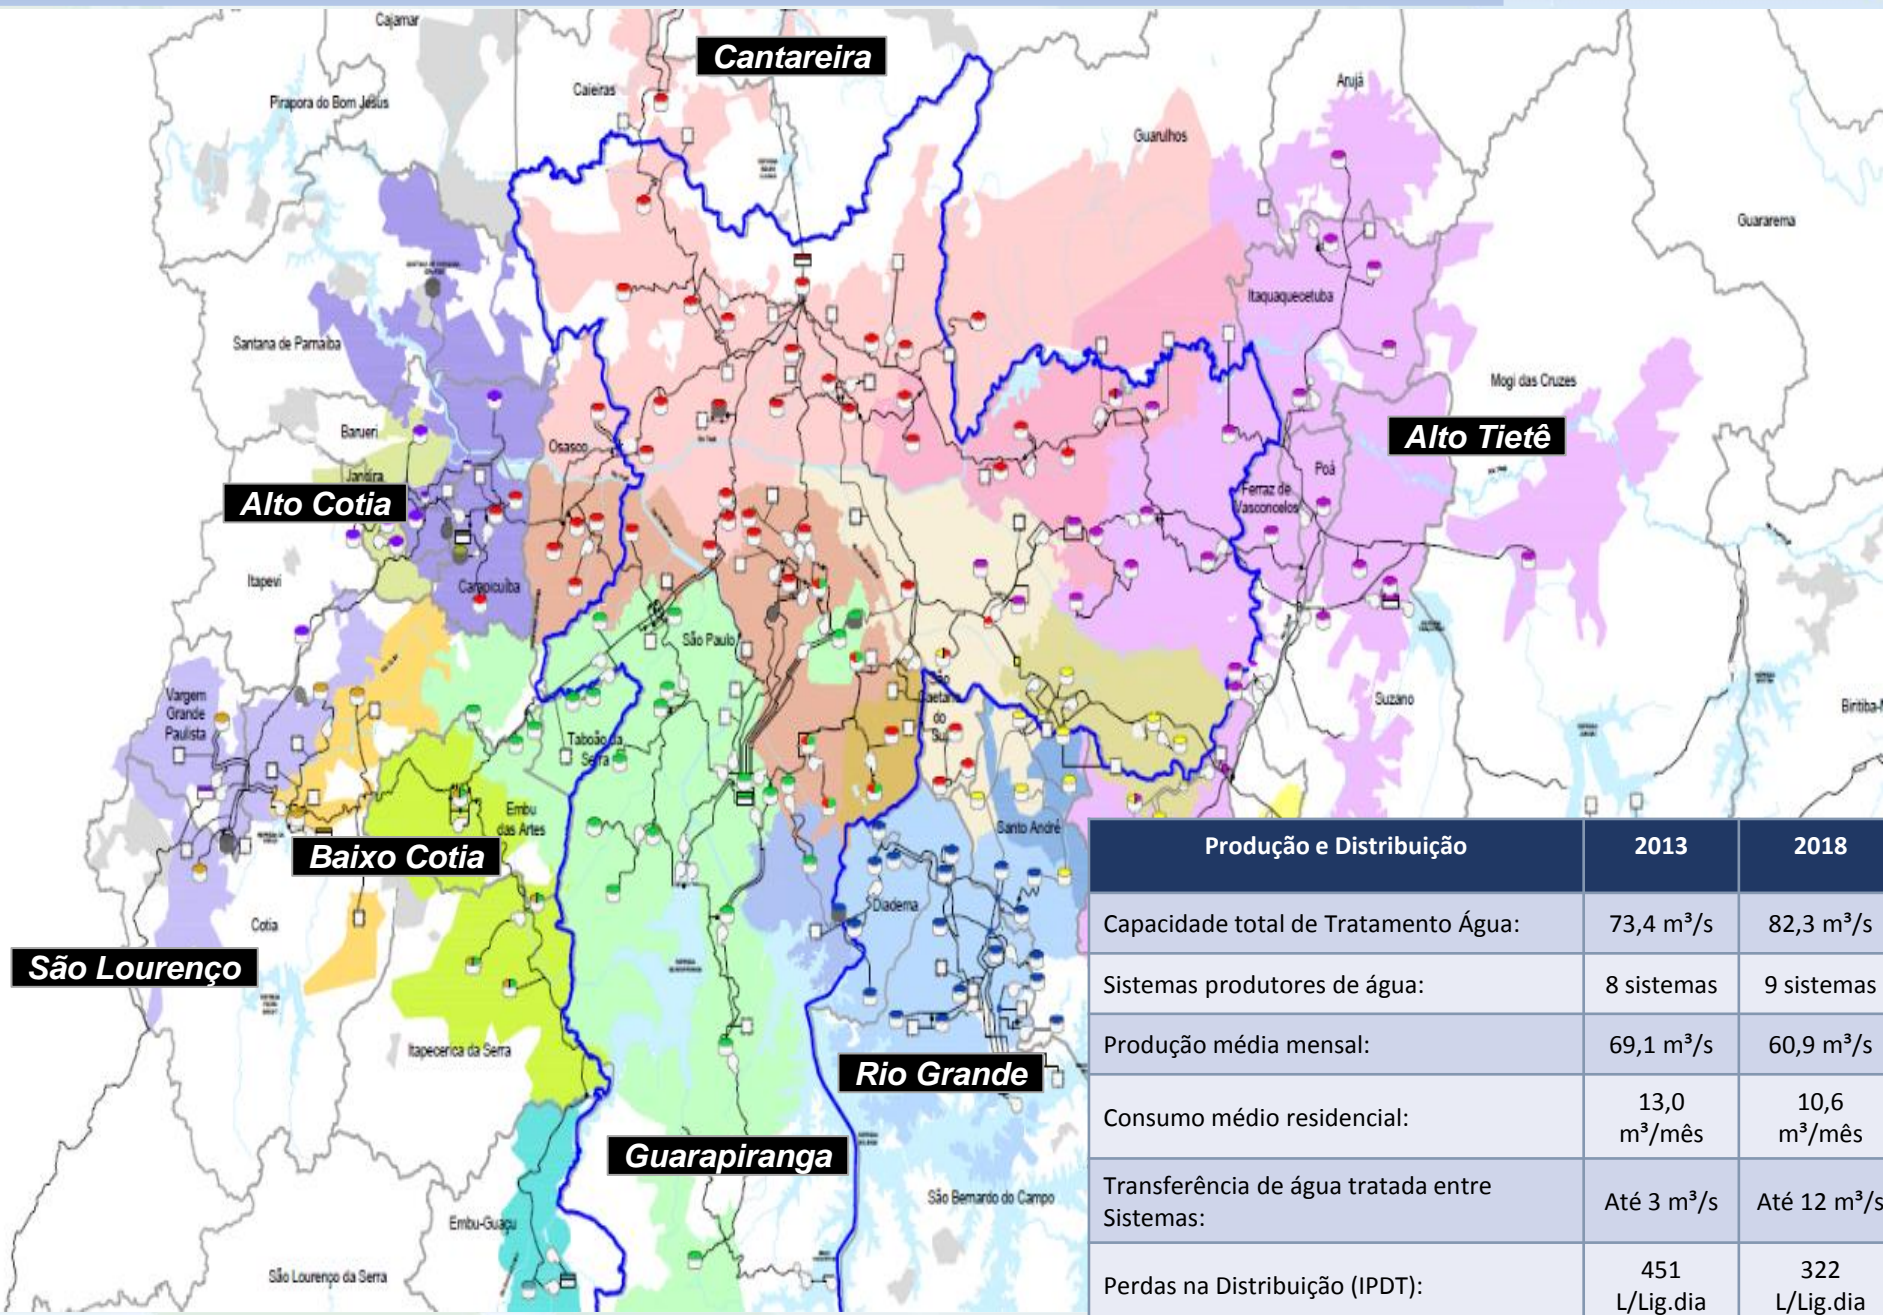 Cajamar
Cantareira
Caieiras
Pirapora do Bom Jesus
Arujá
Guarulhos
Guararema
Itaquaquecetuba
Santana de Parnaíba
Mogi das Cruzes
Barueri
Osasco
Alto Tietê
Jandira
Poá
Alto Cotia
Ferraz de
Vasconcelos
Itapevi
Carapicuíba
São Paulo
Vargem
Grande
Paulista
São
Caetano
do
Sul
Suzano
Biritiba-M
Taboão da
Serra
Embu
das Artes
Santo André
Baixo Cotia
Diadema
Cotia
São Lourenço
Itapecerica da Serra
Rio Grande
Guarapiranga
São Bernardo do Campo
Embu-Guaçu
São Lourenço da Serra
Produção e Distribuição 2013 2018
Capacidade total de Tratamento Água: 73,4 m³/s 82,3 m³/s
Sistemas produtores de água: 8 sistemas 9 sistemas
Produção média mensal: 69,1 m³/s 60,9 m³/s
Consumo médio residencial: 13,0 m³/mês 10,6 m³/mês
Transferência de água tratada entre
Sistemas: Até 3 m³/s Até 12 m³/s
Perdas na Distribuição (IPDT): 451 L/Lig.dia 322 L/Lig.dia